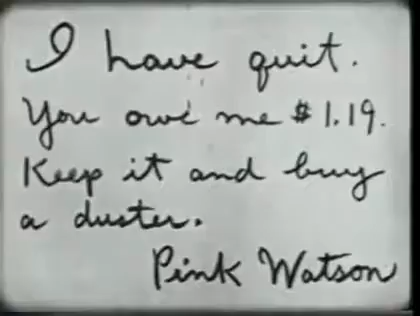 I have quit.
You owe me $1.19.
Keep it and buy
a duster.
Pink Watson